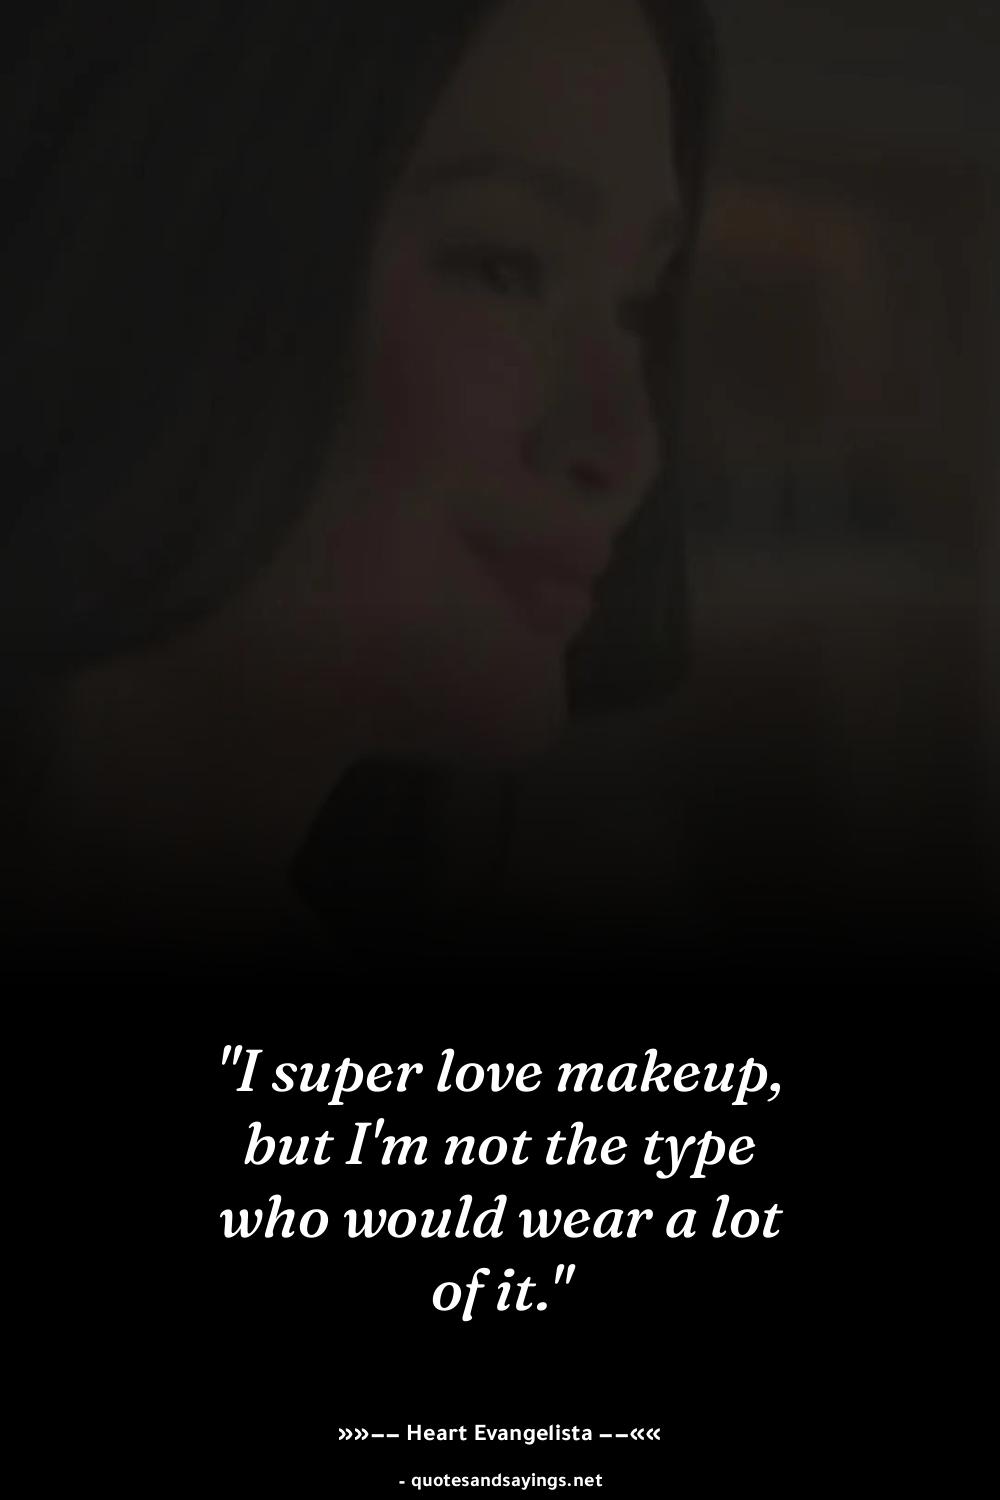 "I super love makeup,
but I'm not the type
who would wear a lot
of it."
»»−− Heart Evangelista −−««
- quotesandsayings.net